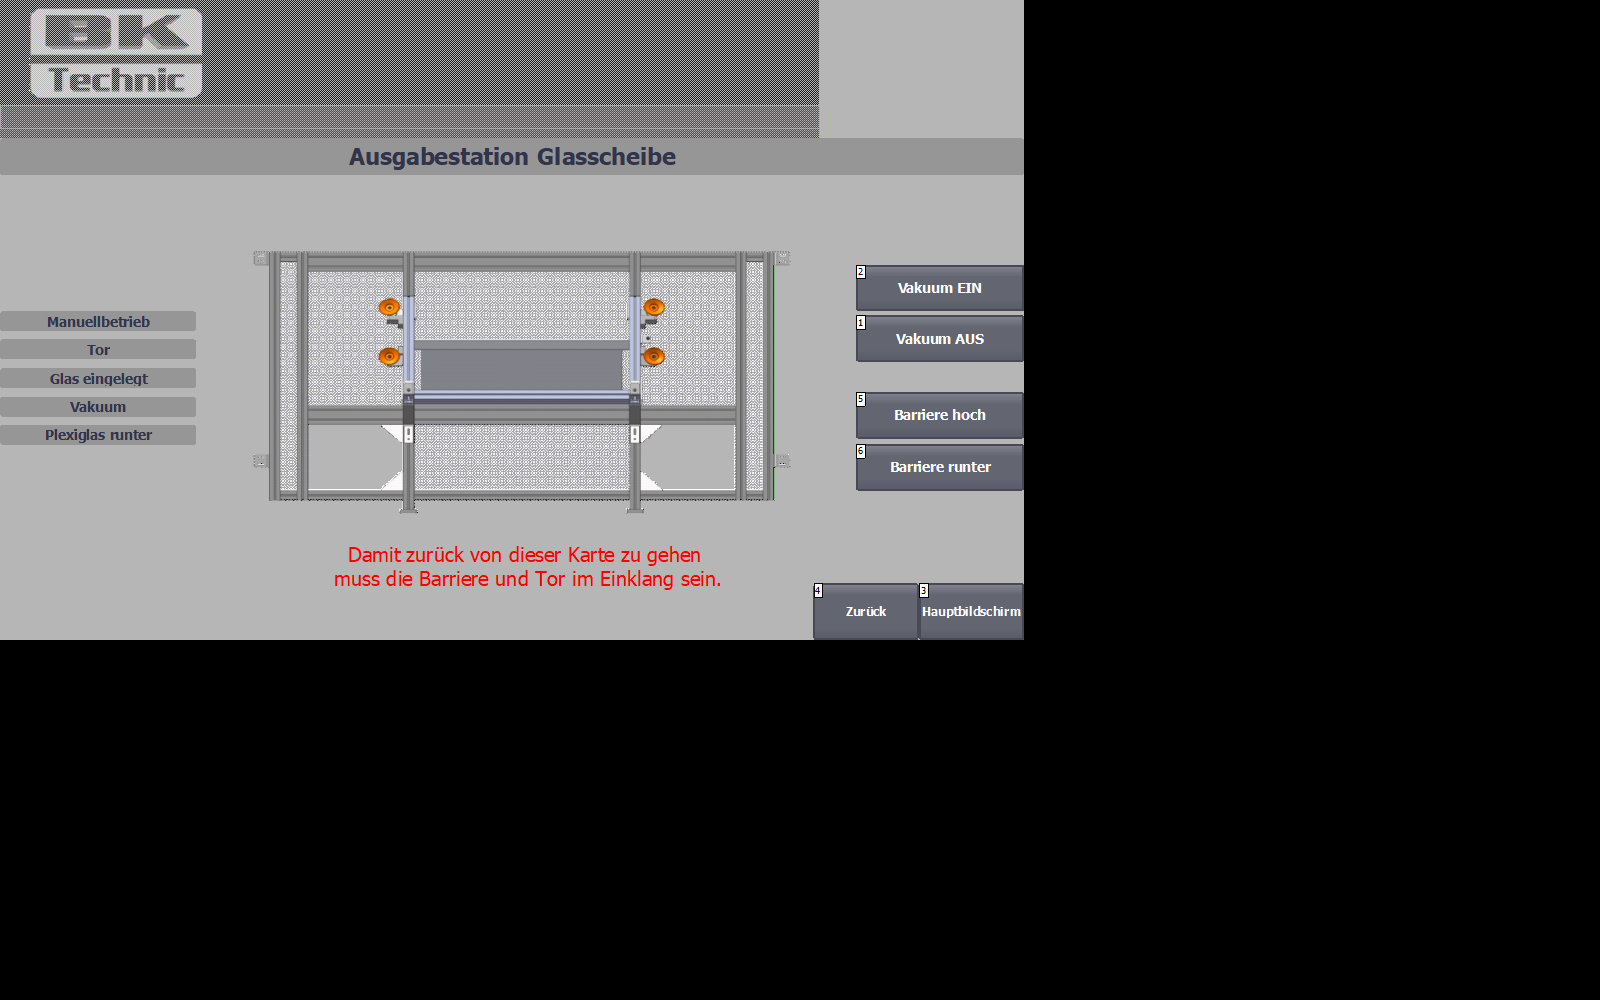 BK
Technic
Ausgabestation Glasscheibe
Manuellbetrieb
Tor
Glas eingelegt
Vakuum
Plexiglas runter
2
Vakuum EIN
1
Vakuum AUS
5
Barriere hoch
6
Barriere runter
Damit zurück von dieser Karte zu gehen
muss die Barriere und Tor im Einklang sein.
4
Zurück
3
Hauptbildschirm